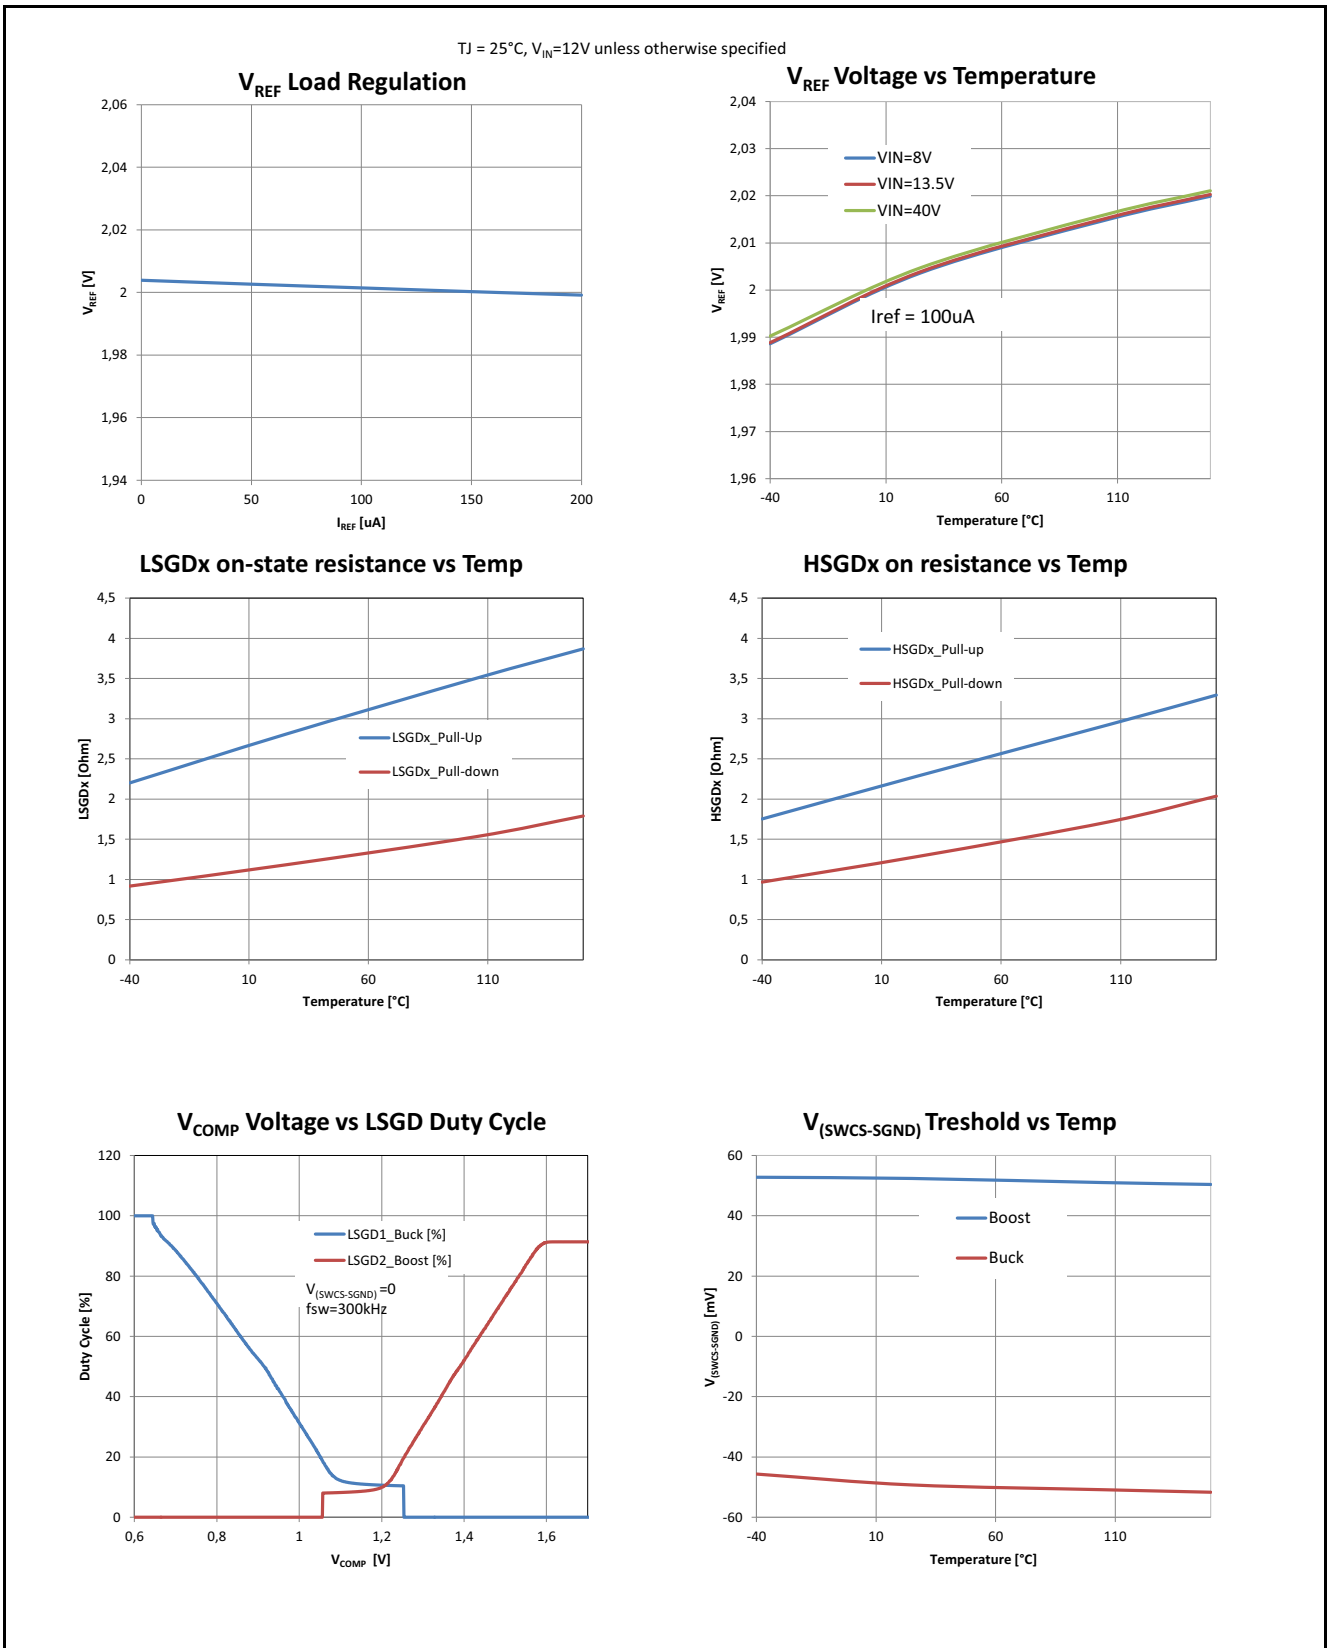 TJ = 25°C, VIN=12V unless otherwise specified
VREF Load Regulation
2,06
2,04
2,02
2
1,98
1,96
1,94
VREF [V]
0 50 100 150 200
IREF [uA]
VREF Voltage vs Temperature
2,04
2,03
2,02
2,01
2
1,99
1,98
1,97
1,96
VREF [V]
VIN=8V
VIN=13.5V
VIN=40V
Iref = 100uA
-40 10 60 110
Temperature [°C]
LSGDx on-state resistance vs Temp
4,5
4
3,5
3
2,5
2
1,5
1
0,5
0
LSGDx [Ohm]
LSGDx_Pull-Up
LSGDx_Pull-down
-40 10 60 110
Temperature [°C]
HSGDx on resistance vs Temp
4,5
4
3,5
3
2,5
2
1,5
1
0,5
0
HSGDx [Ohm]
HSGDx_Pull-up
HSGDx_Pull-down
-40 10 60 110
Temperature [°C]
VCOMP Voltage vs LSGD Duty Cycle
120
100
80
60
40
20
0
Duty Cycle [%]
LSGD1_Buck [%]
LSGD2_Boost [%]
V(SWCS-SGND) =0
fsw=300kHz
0,6 0,8 1 1,2 1,4 1,6
VCOMP [V]
V(SWCS-SGND) Treshold vs Temp
60
40
20
0
-20
-40
-60
V(SWCS-SGND) [mV]
Boost
Buck
-40 10 60 110
Temperature [°C]